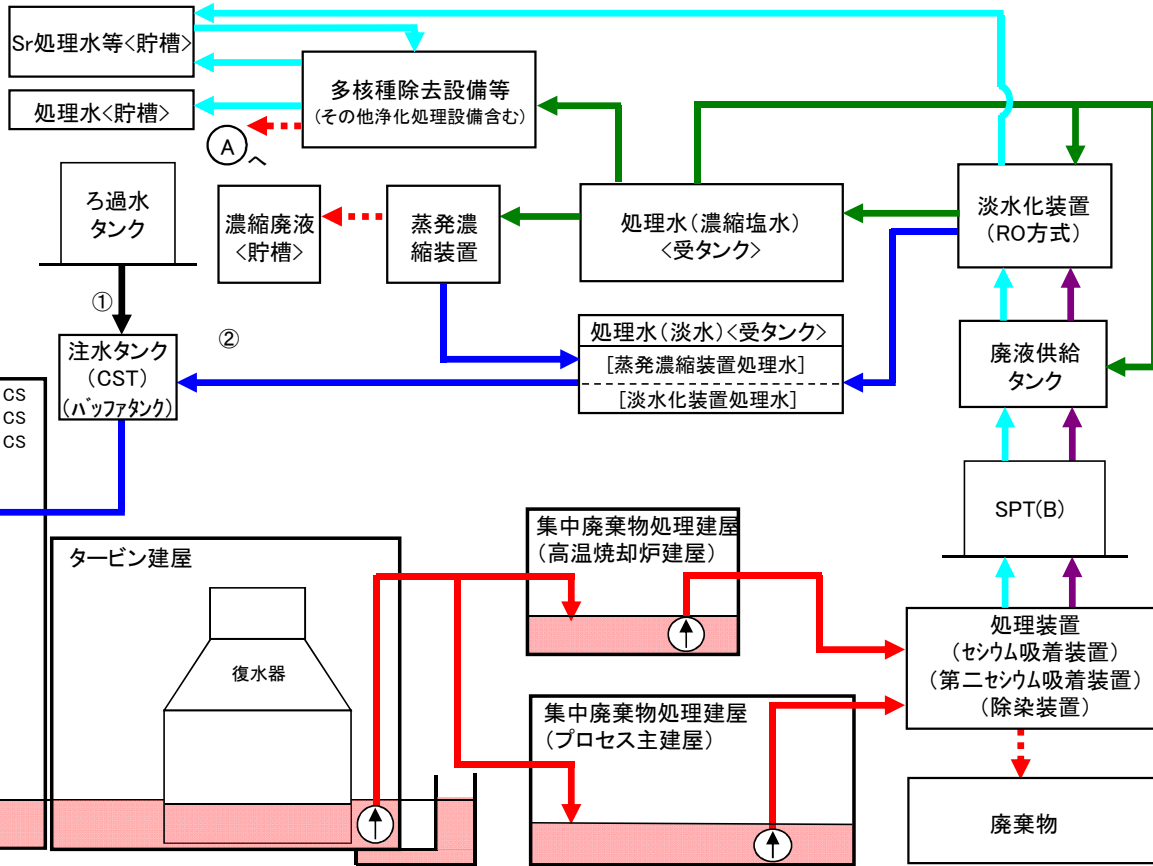 Sr処理水等<貯槽>
多核種除去設備等
(その他浄化処理設備含む)
処理水<貯槽>
A
へ
ろ過水
タンク
濃縮廃液
<貯槽>
蒸発濃
縮装置
処理水(濃縮塩水)
<受タンク>
淡水化装置
(RO方式)
①
②
注水タンク
(CST)
(バッファタンク)
処理水(淡水)<受タンク>
[蒸発濃縮装置処理水]
[淡水化装置処理水]
廃液供給
タンク
CS
CS
CS
SPT(B)
タービン建屋
復水器
集中廃棄物処理建屋
(高温焼却炉建屋)
処理装置
(セシウム吸着装置)
(第二セシウム吸着装置)
(除染装置)
集中廃棄物処理建屋
(プロセス主建屋)
廃棄物